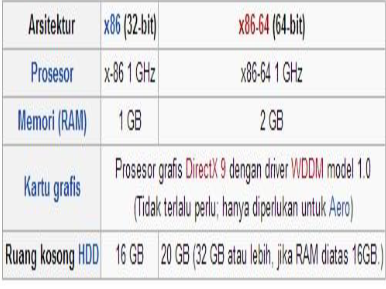 Arsitektur x86 (32-bit) x86-64 (64-bit)
Prosesor x-86 1 GHz x86-64 1 GHz
Memori (RAM) 1 GB 2 GB
Kartu grafis
Prosesor grafis DirectX 9 dengan driver WDDM model 1.0
(Tidak terlalu perlu; hanya diperlukan untuk Aero)
Ruang kosong HDD 16 GB 20 GB (32 GB atau lebih, jika RAM diatas 16GB.)